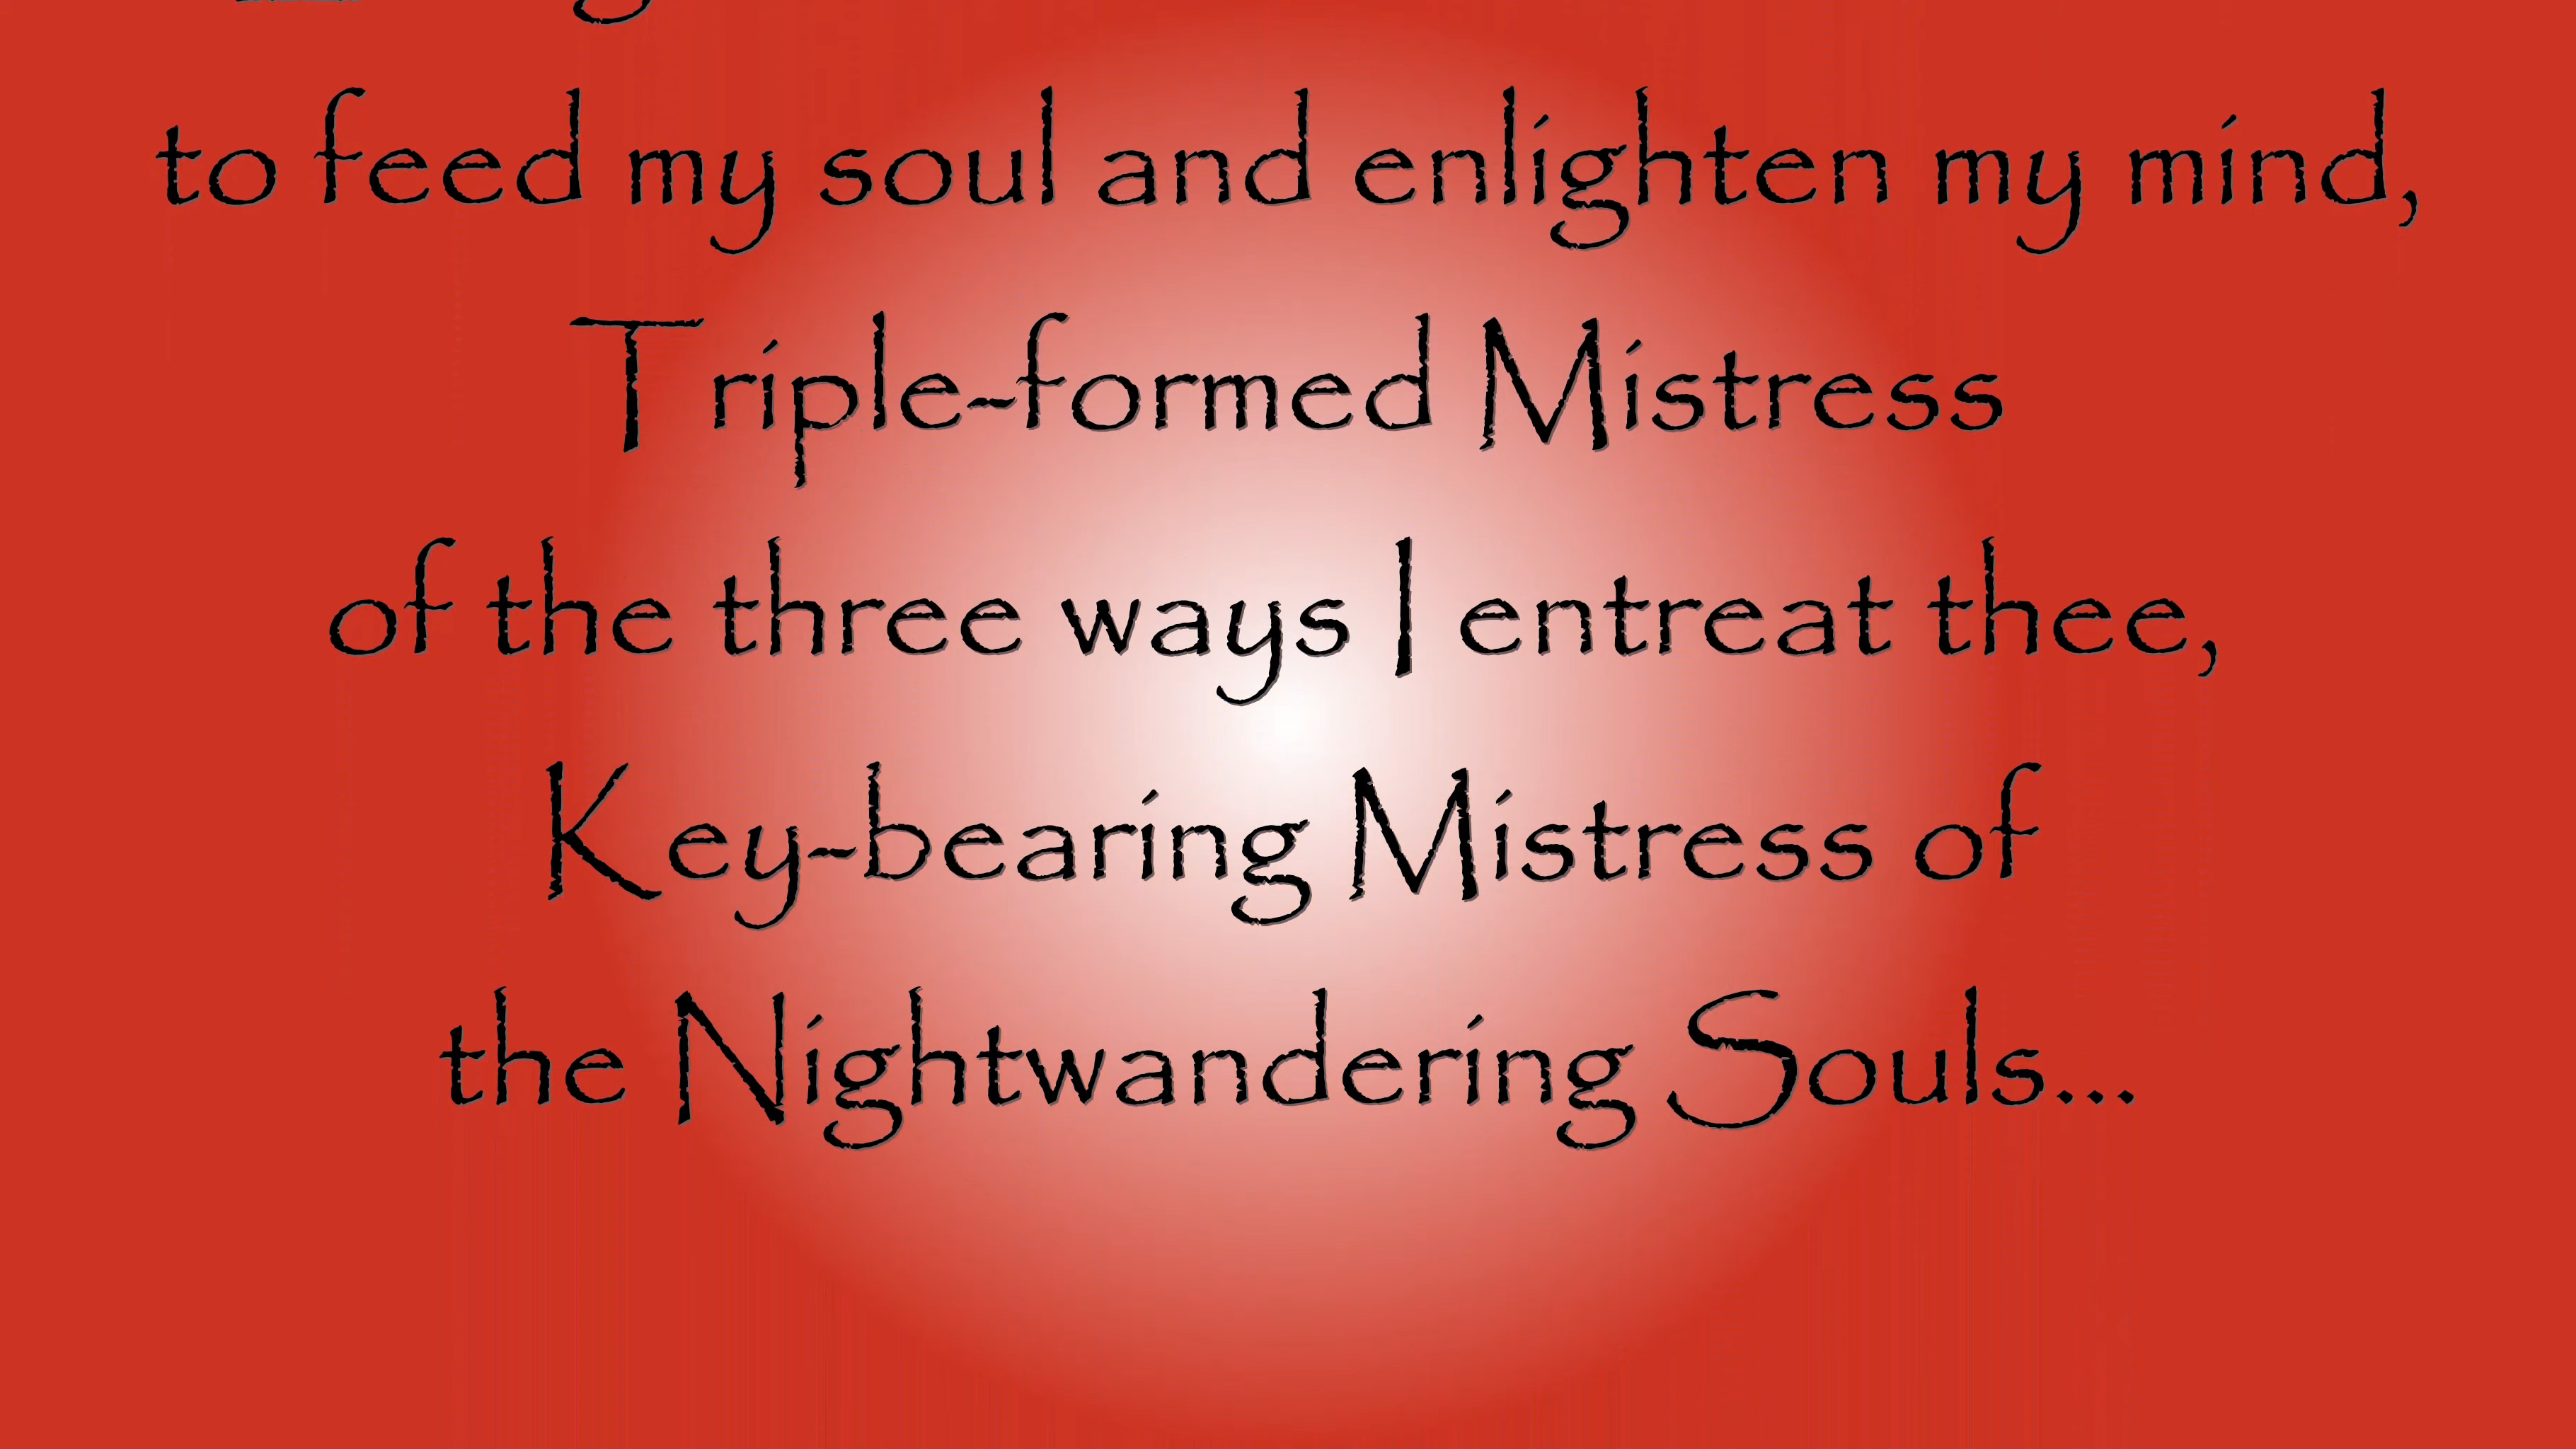 to feed my soul and enlighten my mind,
Triple-formed Mistress
of the three ways I entreat thee,
Key-bearing Mistress of
the Nightwandering Souls...